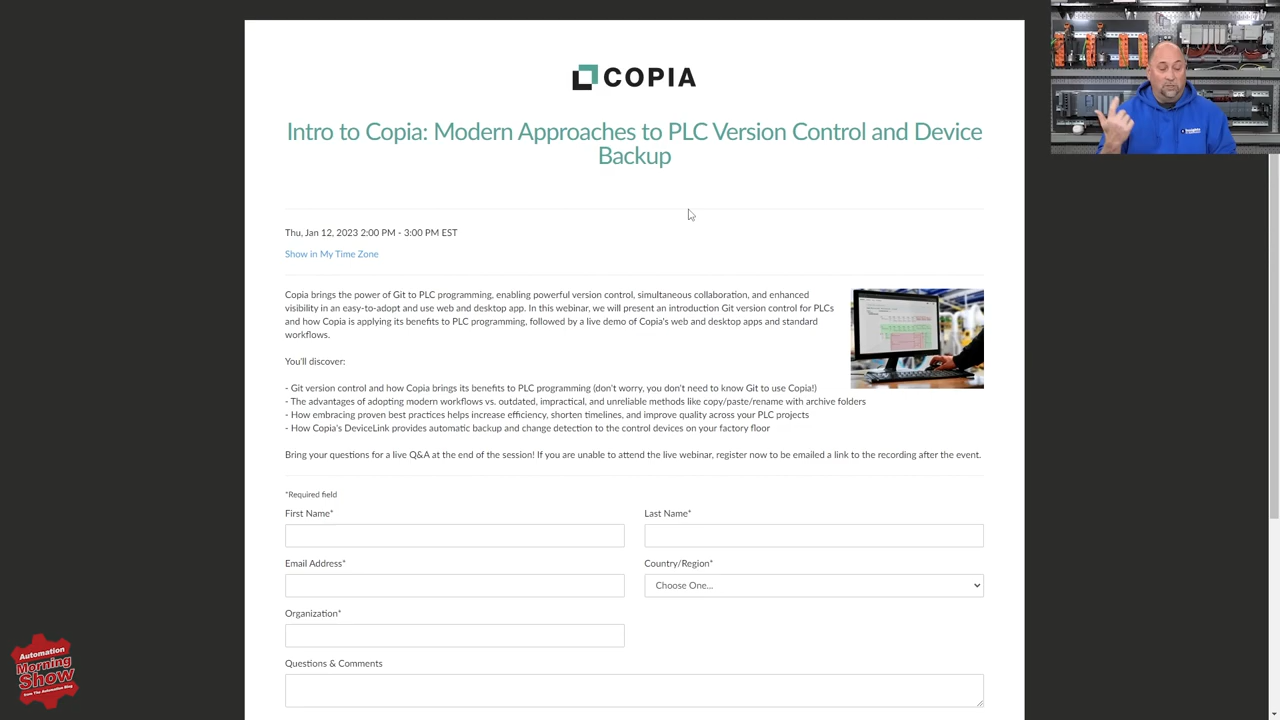 COPIA
Intro to Copia: Modern Approaches to PLC Version Control and Device
Backup
Thu, Jan 12, 2023 2:00 PM - 3:00 PM EST
Show in My Time Zone
Copia brings the power of Git to PLC programming, enabling powerful version control, simultaneous collaboration, and enhanced
visibility in an easy-to-adopt and use web and desktop app. In this webinar, we will present an introduction Git version control for PLCs
and how Copia is applying its benefits to PLC programming, followed by a live demo of Copia's web and desktop apps and standard
workflows.
You'll discover:
- Git version control and how Copia brings its benefits to PLC programming (don't worry, you don't need to know Git to use Copia!)
- The advantages of adopting modern workflows vs. outdated, impractical, and unreliable methods like copy/paste/rename with archive folders
- How embracing proven best practices helps increase efficiency, shorten timelines, and improve quality across your PLC projects
- How Copia's DeviceLink provides automatic backup and change detection to the control devices on your factory floor
Bring your questions for a live Q&A at the end of the session! If you are unable to attend the live webinar, register now to be emailed a link to the recording after the event.
*Required field
First Name*
Last Name*
Email Address*
Country/Region*
Choose One...
Organization*
Questions & Comments
Automation
Morning
Show
from The Automation Blog
Insights